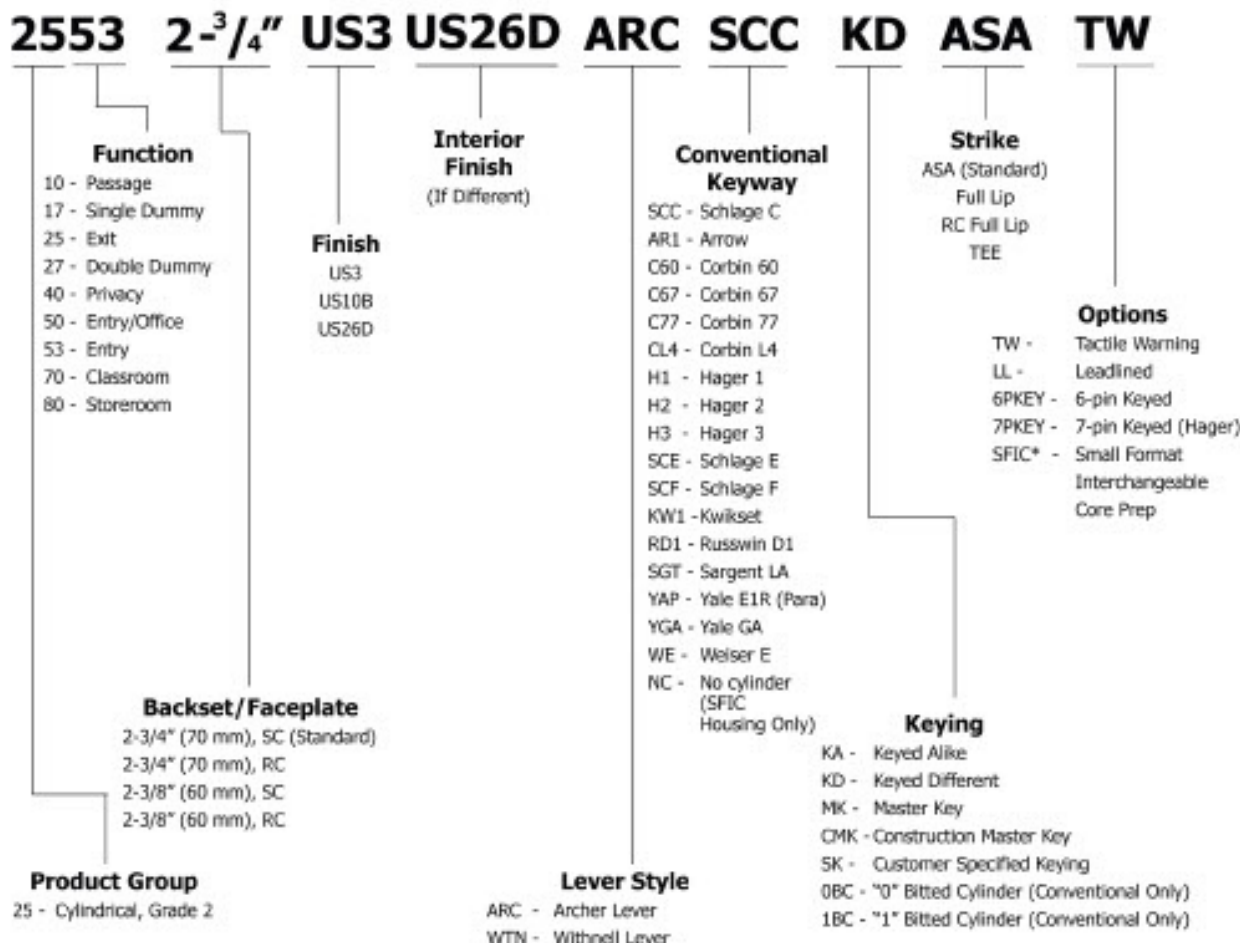 2553 2-3/4" US3 US26D ARC SCC KD ASA TW
Function
10 - Passage
17 - Single Dummy
25 - Exit
27 - Double Dummy
40 - Privacy
50 - Entry/Office
53 - Entry
70 - Classroom
80 - Storeroom
Backset/Faceplate
2-3/4" (70 mm), SC (Standard)
2-3/4" (70 mm), RC
2-3/8" (60 mm), SC
2-3/8" (60 mm), RC
Product Group
25 - Cylindrical, Grade 2
Finish
US3
US10B
US26D
Interior
Finish
(If Different)
Conventional
Keyway
SCC - Schlage C
AR1 - Arrow
C60 - Corbin 60
C67 - Corbin 67
C77 - Corbin 77
CL4 - Corbin L4
H1 - Hager 1
H2 - Hager 2
H3 - Hager 3
SCE - Schlage E
SCF - Schlage F
KW1 -Kwikset
RD1 - Russwin D1
SGT - Sargent LA
YAP - Yale E1R (Para)
YGA - Yale GA
WE - Weiser E
NC - No cylinder
(SFIC
Housing Only)
Lever Style
ARC - Archer Lever
WTN - Withnell Lever
Strike
ASA (Standard)
Full Lip
RC Full Lip
TEE
Options
TW - Tactile Warning
LL - Leadlined
6PKEY - 6-pin Keyed
7PKEY - 7-pin Keyed (Hager)
SFIC* - Small Format
Interchangeable
Core Prep
Keying
KA - Keyed Alike
KD - Keyed Different
MK - Master Key
CMK -Construction Master Key
SK - Customer Specified Keying
0BC - "0" Bitted Cylinder (Conventional Only)
1BC - "1" Bitted Cylinder (Conventional Only)